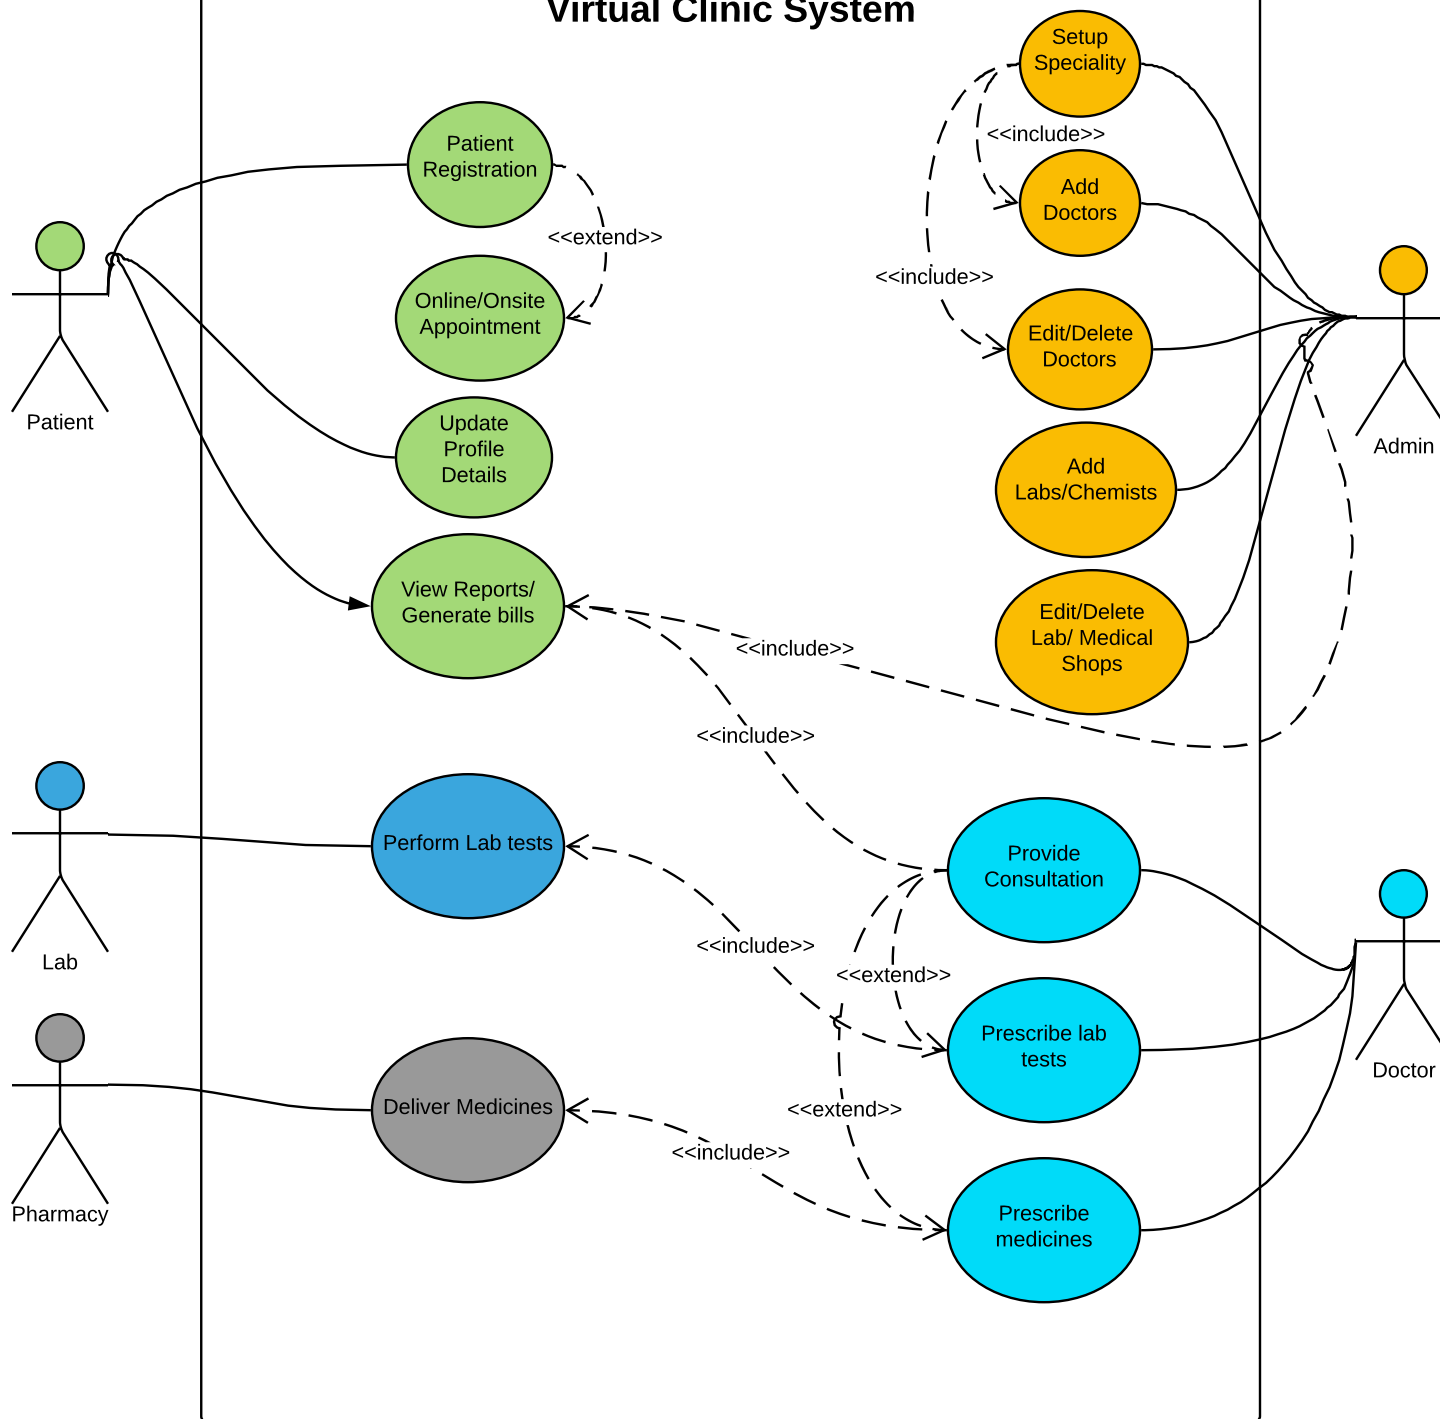 Virtual Clinic System
Setup
Speciality
<<include>>
Patient
Registration
Add
Doctors
<<extend>>
<<include>>
Online/Onsite
Appointment
Edit/Delete
Doctors
Patient
Update
Profile
Details
Admin
Add
Labs/Chemists
View Reports/
Generate bills
Edit/Delete
Lab/ Medical
Shops
<<include>>
<<include>>
Perform Lab tests
Provide
Consultation
Lab
<<include>>
<<extend>>
Prescribe lab
tests
Doctor
Deliver Medicines
<<extend>>
<<include>>
Pharmacy
Prescribe
medicines